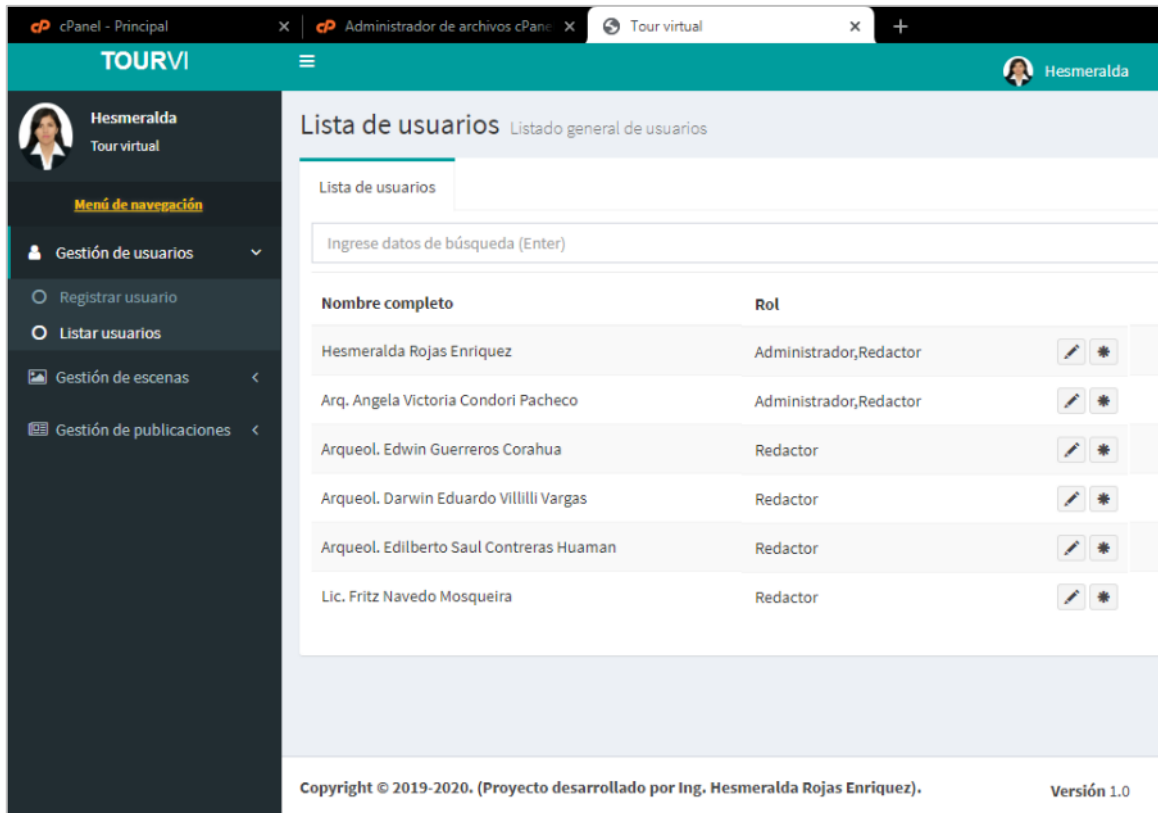 cPanel - Principal
Administrador de archivos cPane
Tour virtual
TOURVI
Hesmeralda
Hesmeralda
Tour virtual
Menú de navegación
Gestión de usuarios
Registrar usuario
Listar usuarios
Gestión de escenas
Gestión de publicaciones
Lista de usuarios Listado general de usuarios
Lista de usuarios
Ingrese datos de búsqueda (Enter)
Nombre completo Rol
Hesmeralda Rojas Enriquez Administrador,Redactor
Arq. Angela Victoria Condori Pacheco Administrador,Redactor
Arqueol. Edwin Guerreros Corahua Redactor
Arqueol. Darwin Eduardo Villilli Vargas Redactor
Arqueol. Edilberto Saul Contreras Huaman Redactor
Lic. Fritz Navedo Mosqueira Redactor
Copyright © 2019-2020. (Proyecto desarrollado por Ing. Hesmeralda Rojas Enriquez). Versión 1.0